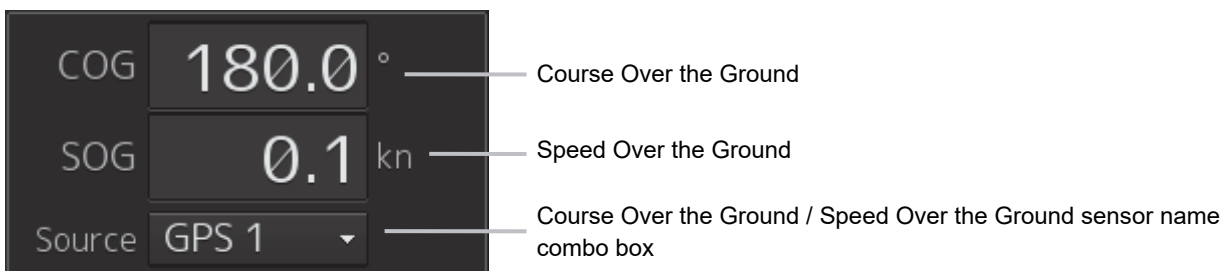 COG 180.0 ° Course Over the Ground
SOG 0.1 kn Speed Over the Ground
Source GPS 1 Course Over the Ground / Speed Over the Ground sensor name
combo box